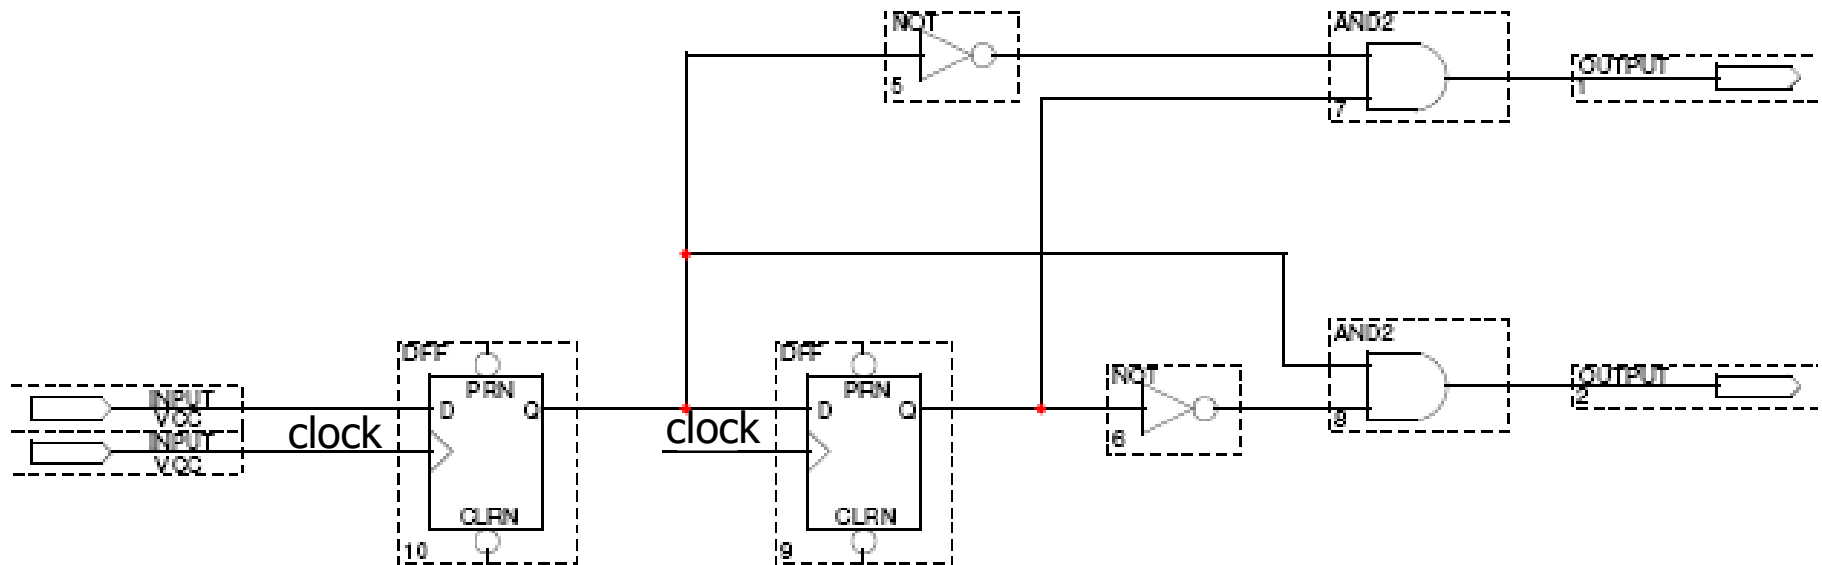 NOT
5
AND2
7
OUTPUT
1
DFF
PRN
D
Q
CLRN
10
INPUT
VCC
INPUT
VCC
clock
clock
DFF
PRN
D
Q
CLRN
9
NOT
6
AND2
8
OUTPUT
2